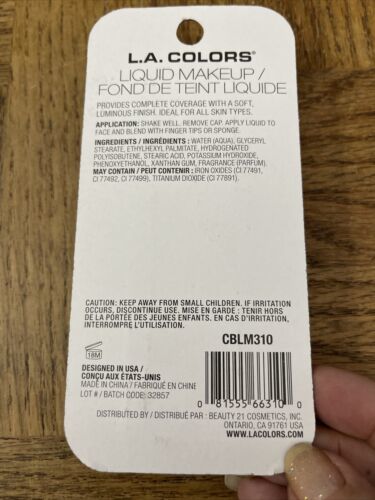 L.A. COLORS®
LIQUID MAKEUP /
FOND DE TEINT LIQUIDE
PROVIDES COMPLETE COVERAGE WITH A SOFT,
LUMINOUS FINISH. IDEAL FOR ALL SKIN TYPES.
APPLICATION: SHAKE WELL. REMOVE CAP. APPLY LIQUID TO
FACE AND BLEND WITH FINGER TIPS OR SPONGE.
INGREDIENTS / INGRÉDIENTS : WATER (AQUA), GLYCERYL
STEARATE, ETHYLHEXYL PALMITATE, HYDROGENATED
POLYISOBUTENE, STEARIC ACID, POTASSIUM HYDROXIDE,
PHENOXYETHANOL, XANTHAN GUM, FRAGRANCE (PARFUM).
MAY CONTAIN / PEUT CONTENIR : IRON OXIDES (CI 77491,
CI 77492, CI 77499), TITANIUM DIOXIDE (CI 77891).
CAUTION: KEEP AWAY FROM SMALL CHILDREN. IF IRRITATION
OCCURS, DISCONTINUE USE. MISE EN GARDE : TENIR HORS
DE LA PORTÉE DES JEUNES ENFANTS. EN CAS D'IRRITATION,
INTERROMPRE L'UTILISATION.
CBLM310
18M
DESIGNED IN USA /
CONÇU AUX ÉTATS-UNIS
MADE IN CHINA / FABRIQUÉ EN CHINE
LOT # / BATCH CODE: 32857
0 81555 66310 0
DISTRIBUTED BY / DISTRIBUÉ PAR : BEAUTY 21 COSMETICS, INC.
ONTARIO, CA 91761 USA
WWW.LACOLORS.COM